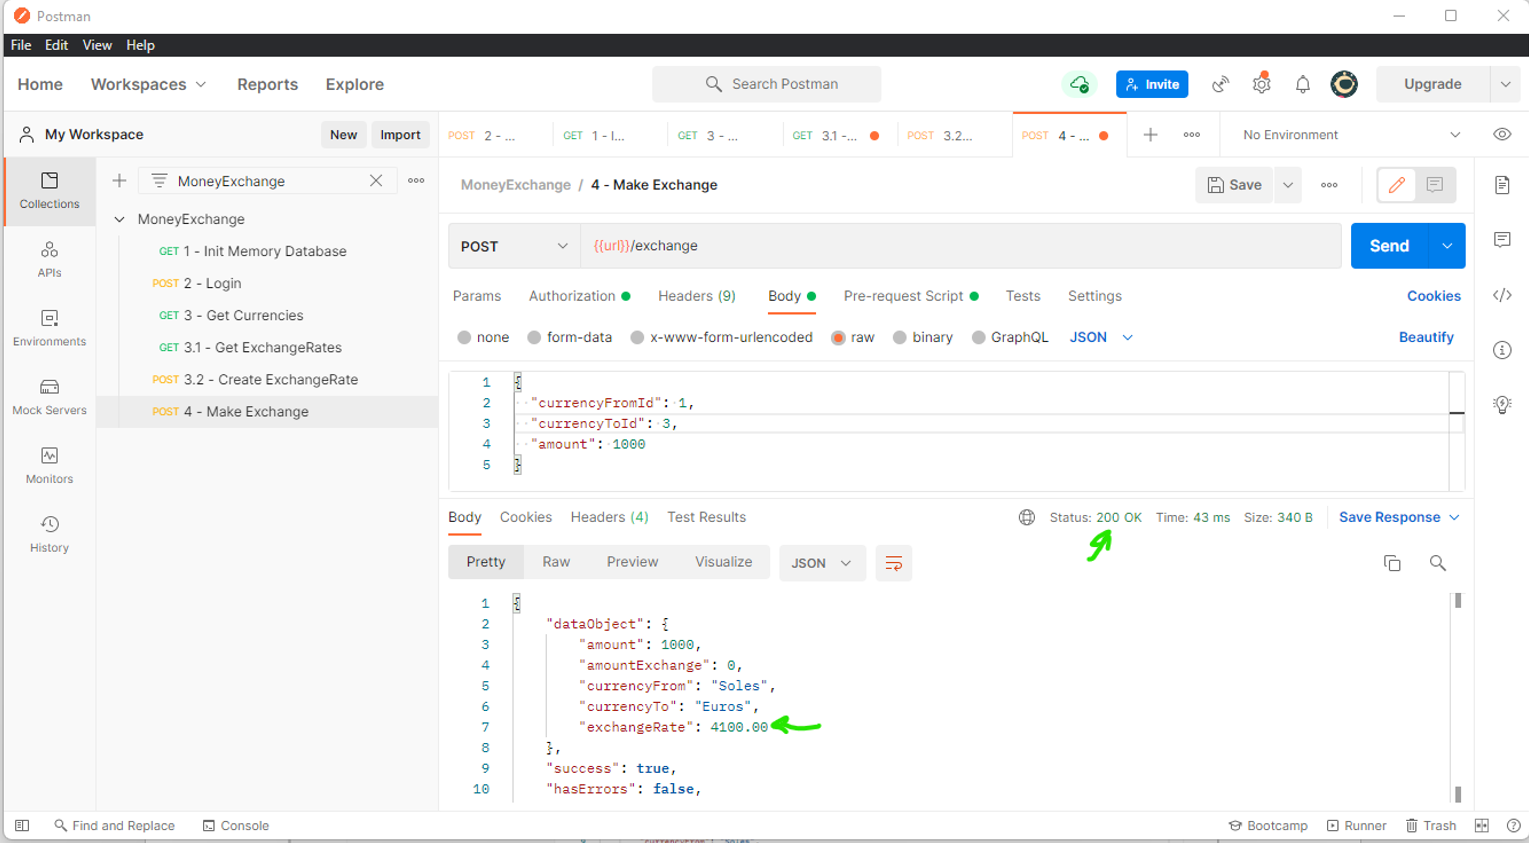 Postman
File Edit View Help
Home Workspaces Reports Explore Search Postman Invite Upgrade
My Workspace New Import POST 2 - ... GET 1 - I... GET 3 - ... GET 3.1 -... POST 3.2... POST 4 - ... No Environment
Collections
APIs
Environments
Mock Servers
Monitors
History
MoneyExchange
MoneyExchange
GET 1 - Init Memory Database
POST 2 - Login
GET 3 - Get Currencies
GET 3.1 - Get ExchangeRates
POST 3.2 - Create ExchangeRate
POST 4 - Make Exchange
MoneyExchange / 4 - Make Exchange Save
POST {{url}}/exchange Send
Params Authorization Headers (9) Body Pre-request Script Tests Settings Cookies
none form-data x-www-form-urlencoded raw binary GraphQL JSON Beautify
1 {
2 "currencyFromId": 1,
3 "currencyToId": 3,
4 "amount": 1000
5 }
Body Cookies Headers (4) Test Results Status: 200 OK Time: 43 ms Size: 340 B Save Response
Pretty Raw Preview Visualize JSON
1 {
2 "dataObject": {
3 "amount": 1000,
4 "amountExchange": 0,
5 "currencyFrom": "Soles",
6 "currencyTo": "Euros",
7 "exchangeRate": 4100.00
8 },
9 "success": true,
10 "hasErrors": false,
Find and Replace Console Bootcamp Runner Trash